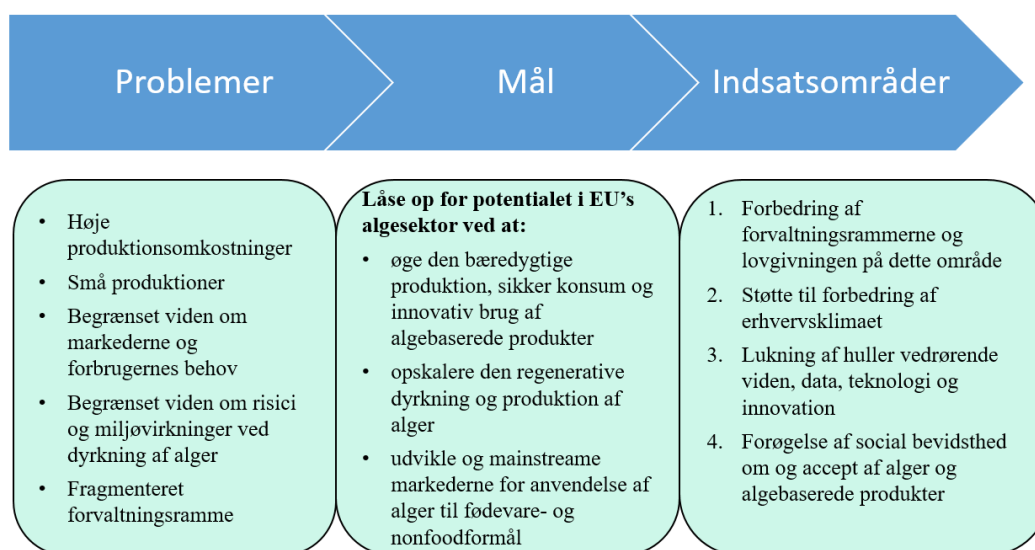 Problemer
Mål
Indsatsområder
• Høje
produktionsomkostninger
• Små produktioner
• Begrænset viden om
markederne og
forbrugernes behov
• Begrænset viden om risici
og miljøvirkninger ved
dyrkning af alger
• Fragmenteret
forvaltningsramme
Låse op for potentialet i EU’s
algesektor ved at:
• øge den bæredygtige
produktion, sikker konsum og
innovativ brug af
algebaserede produkter
• opskalere den regenerative
dyrkning og produktion af
alger
• udvikle og mainstreame
markederne for anvendelse af
alger til fødevare- og
nonfoodformål
1. Forbedring af
forvaltningsrammerne og
lovgivningen på dette område
2. Støtte til forbedring af
erhvervsklimaet
3. Lukning af huller vedrørende
viden, data, teknologi og
innovation
4. Forøgelse af social bevidsthed
om og accept af alger og
algebaserede produkter